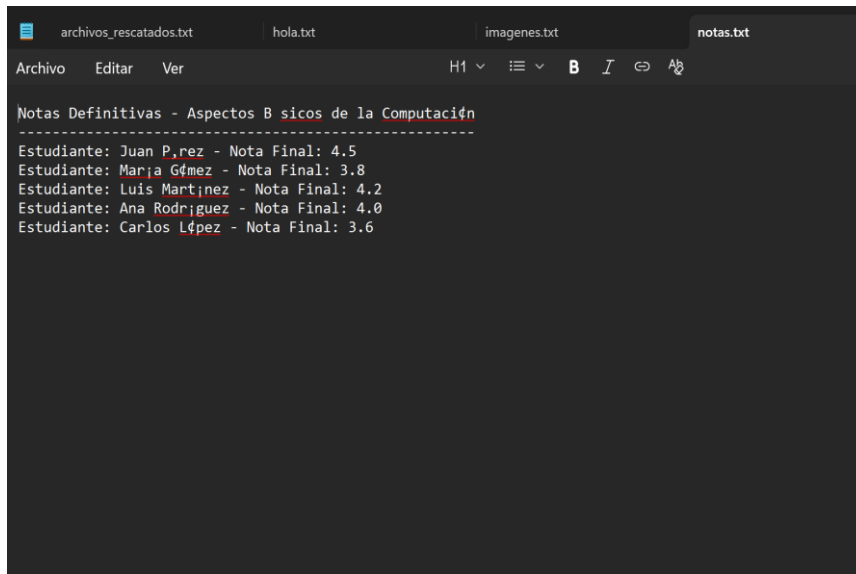 archivos_rescatados.txt hola.txt imagenes.txt notas.txt
Archivo Editar Ver H1 B I
Notas Definitivas - Aspectos B sicos de la Computaci¢n
------------------------------------------------------
Estudiante: Juan P‚rez - Nota Final: 4.5
Estudiante: Mar¡a G¢mez - Nota Final: 3.8
Estudiante: Luis Mart¡nez - Nota Final: 4.2
Estudiante: Ana Rodr¡guez - Nota Final: 4.0
Estudiante: Carlos L¢pez - Nota Final: 3.6